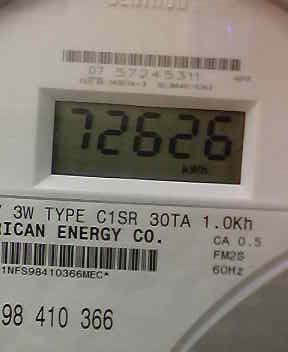 07 57245311
72626
kWh
3W TYPE C1SR 30TA 1.0Kh
RICAN ENERGY CO.
CA 0.5
FM2S
60Hz
1NFS98410366MEC*
98 410 366